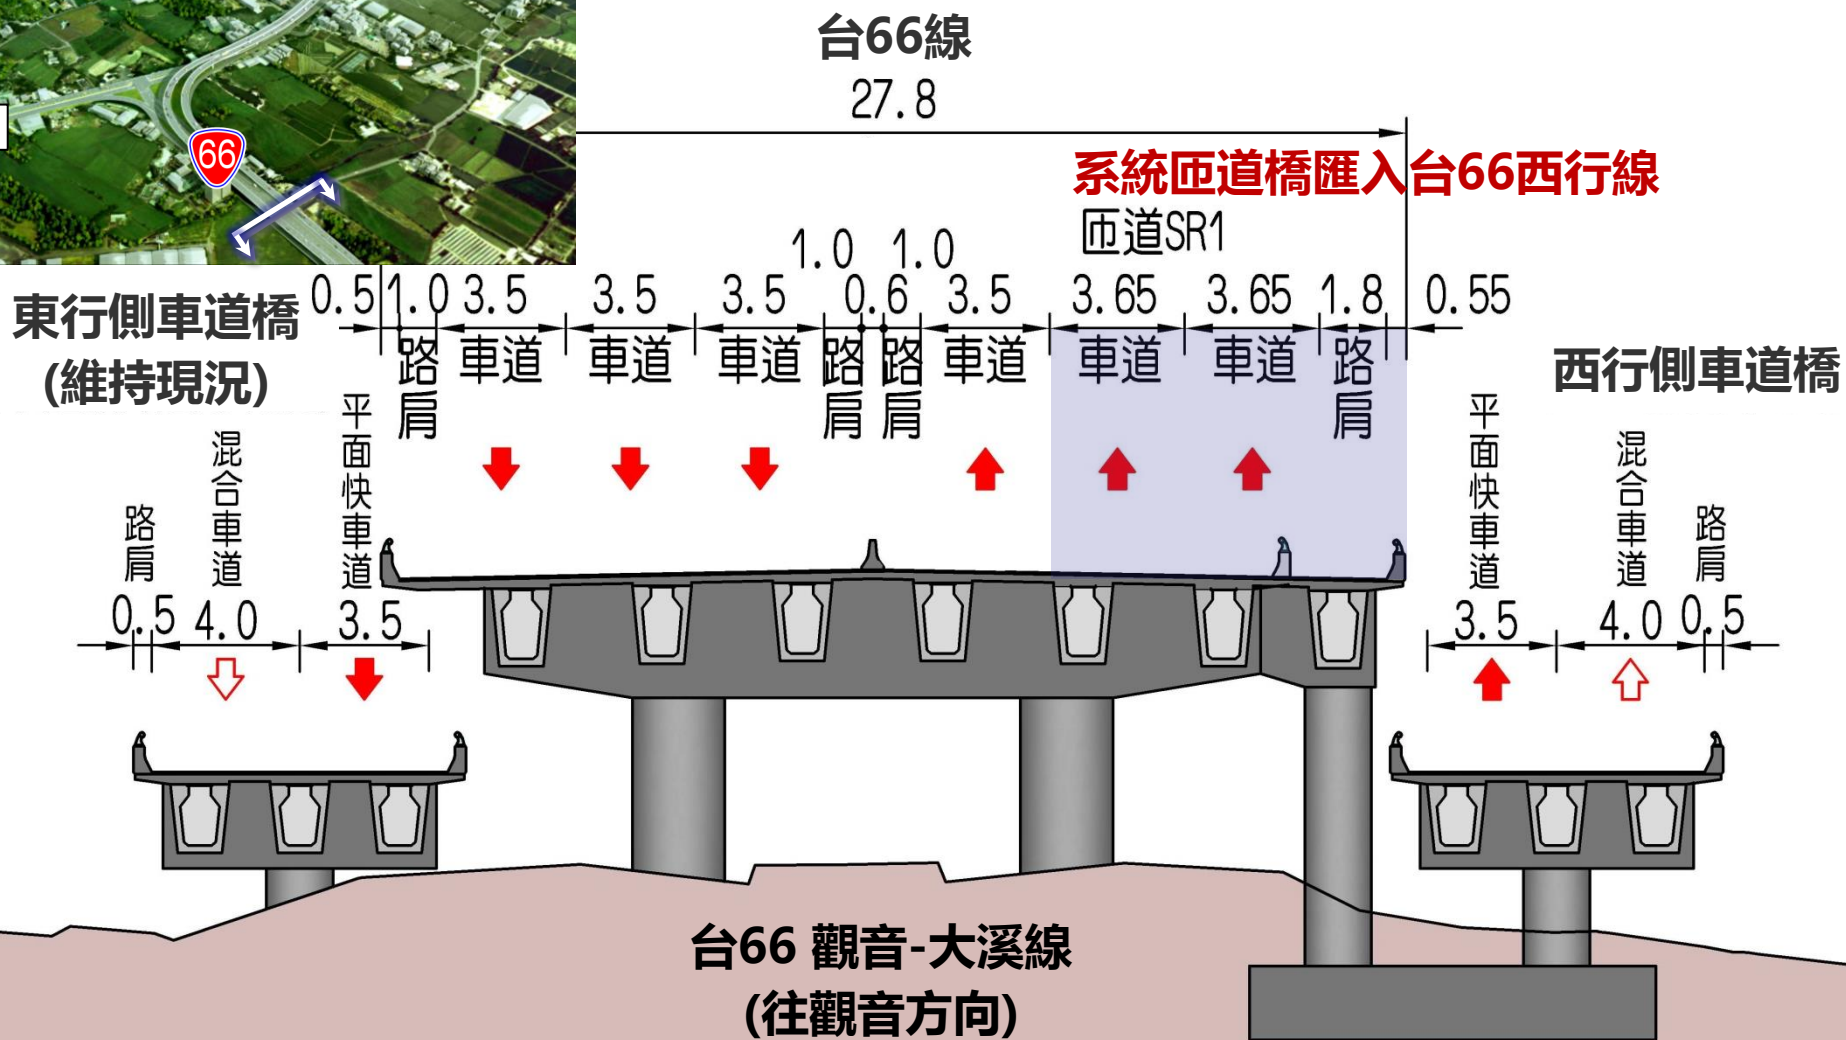 台66線
27.8
66
系統匝道橋匯入台66西行線
匝道SR1
1.0 1.0
0.5 1.0 3.5 3.5 3.5 0.6 3.5 3.65 3.65 1.8 0.55
東行側車道橋
(維持現況)
西行側車道橋
路肩 車道 車道 車道 路肩 路肩 車道 車道 車道 路肩
路肩 混合車道 平面快車道
0.5 4.0 3.5
平面快車道 混合車道 路肩
3.5 4.0 0.5
台66 觀音-大溪線
(往觀音方向)